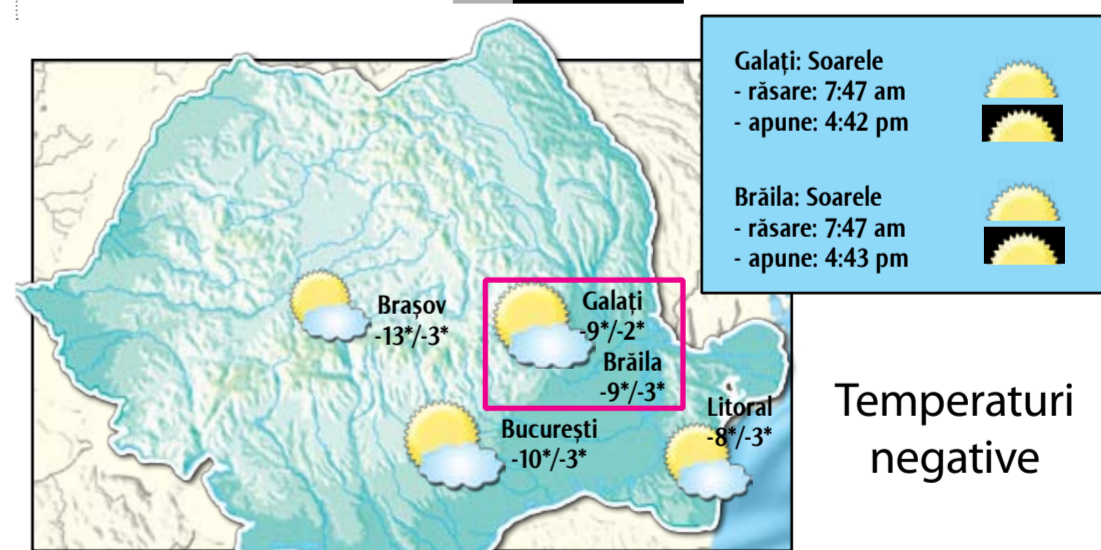 Galați: Soarele
- răsare: 7:47 am
- apune: 4:42 pm
Brăila: Soarele
- răsare: 7:47 am
- apune: 4:43 pm
Brașov
-13*/-3*
Galați
-9*/-2*
Brăila
-9*/-3*
București
-10*/-3*
Litoral
-8*/-3*
Temperaturi
negative